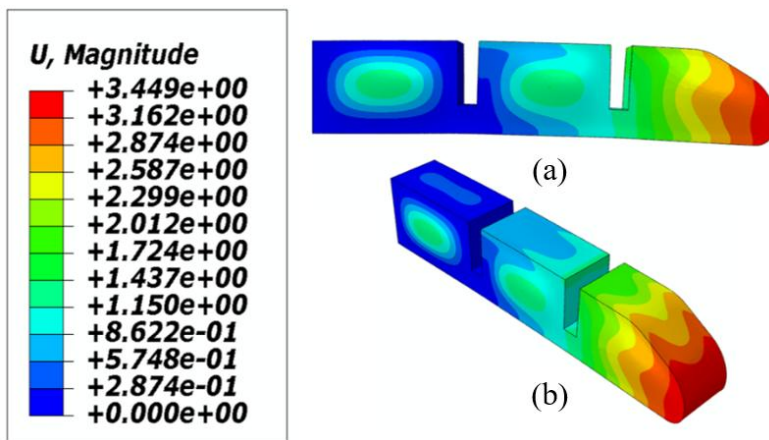 U, Magnitude
+3.449e+00
+3.162e+00
+2.874e+00
+2.587e+00
+2.299e+00
+2.012e+00
+1.724e+00
+1.437e+00
+1.150e+00
+8.622e-01
+5.748e-01
+2.874e-01
+0.000e+00
(a)
(b)